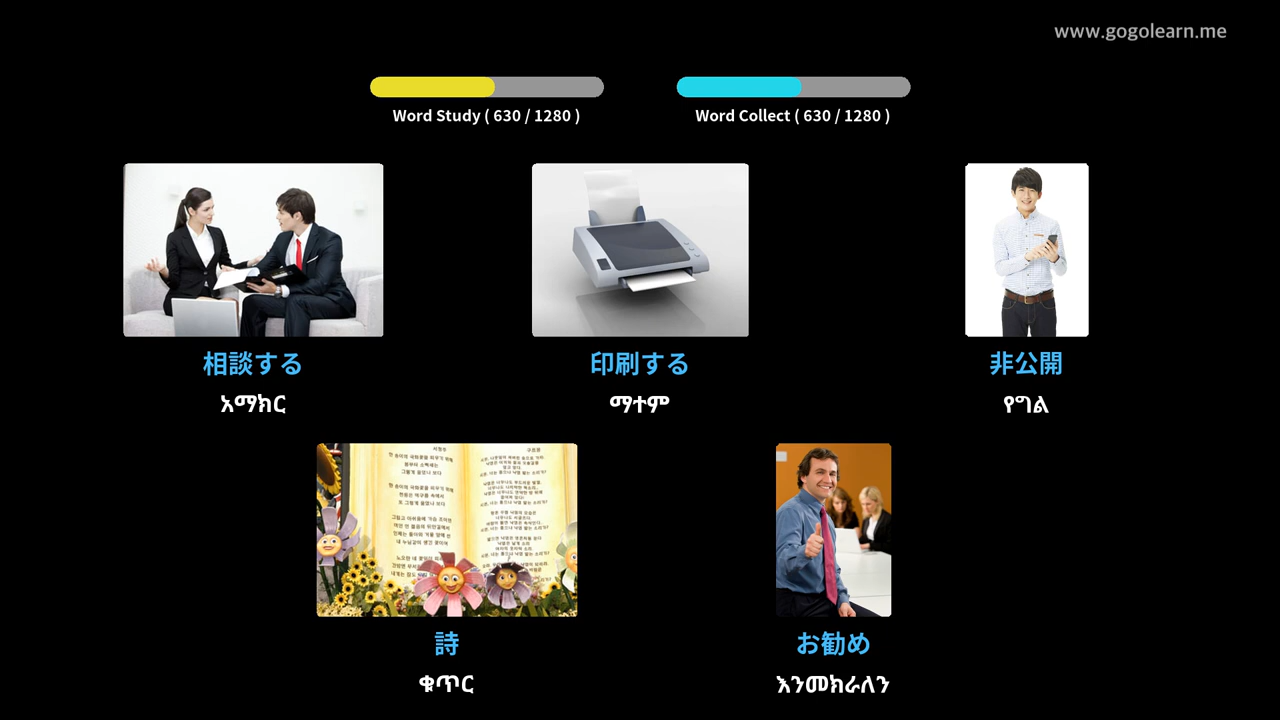 www.gogolearn.me
Word Study ( 630 / 1280 )
Word Collect ( 630 / 1280 )
相談する
印刷する
非公開
አማክር
ማተም
የግል
詩
お勧め
ቁጥር
እንመክራለን